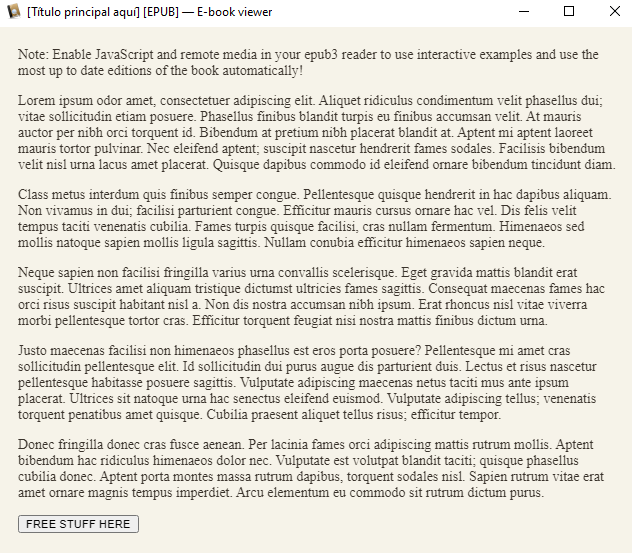 [Título principal aquí] [EPUB] — E-book viewer
Note: Enable JavaScript and remote media in your epub3 reader to use interactive examples and use the
most up to date editions of the book automatically!
Lorem ipsum odor amet, consectetuer adipiscing elit. Aliquet ridiculus condimentum velit phasellus dui;
vitae sollicitudin etiam posuere. Phasellus finibus blandit turpis eu finibus accumsan velit. At mauris
auctor per nibh orci torquent id. Bibendum at pretium nibh placerat blandit at. Aptent mi aptent laoreet
mauris tortor pulvinar. Nec eleifend aptent; suscipit nascetur hendrerit fames sodales. Facilisis bibendum
velit nisl urna lacus amet placerat. Quisque dapibus commodo id eleifend ornare bibendum tincidunt diam.
Class metus interdum quis finibus semper congue. Pellentesque quisque hendrerit in hac dapibus aliquam.
Non vivamus in dui; facilisi parturient congue. Efficitur mauris cursus ornare hac vel. Dis felis velit
tempus taciti venenatis cubilia. Fames turpis quisque facilisi, cras nullam fermentum. Himenaeos sed
mollis natoque sapien mollis ligula sagittis. Nullam conubia efficitur himenaeos sapien neque.
Neque sapien non facilisi fringilla varius urna convallis scelerisque. Eget gravida mattis blandit erat
suscipit. Ultrices amet aliquam tristique dictumst ultricies fames sagittis. Consequat maecenas fames hac
orci risus suscipit habitant nisl a. Non dis nostra accumsan nibh ipsum. Erat rhoncus nisl vitae viverra
morbi pellentesque tortor cras. Efficitur torquent feugiat nisi nostra mattis finibus dictum urna.
Justo maecenas facilisi non himenaeos phasellus est eros porta posuere? Pellentesque mi amet cras
sollicitudin pellentesque elit. Id sollicitudin dui purus augue dis parturient duis. Lectus et risus nascetur
pellentesque habitasse posuere sagittis. Vulputate adipiscing maecenas netus taciti mus ante ipsum
placerat. Ultrices sit natoque urna hac senectus eleifend euismod. Vulputate adipiscing tellus; venenatis
torquent penatibus amet quisque. Cubilia praesent aliquet tellus risus; efficitur tempor.
Donec fringilla donec cras fusce aenean. Per lacinia fames orci adipiscing mattis rutrum mollis. Aptent
bibendum hac ridiculus himenaeos dolor nec. Vulputate est volutpat blandit taciti; quisque phasellus
cubilia donec. Aptent porta montes massa rutrum dapibus, torquent sodales nisl. Sapien rutrum vitae erat
amet ornare magnis tempus imperdiet. Arcu elementum eu commodo sit rutrum dictum purus.
FREE STUFF HERE